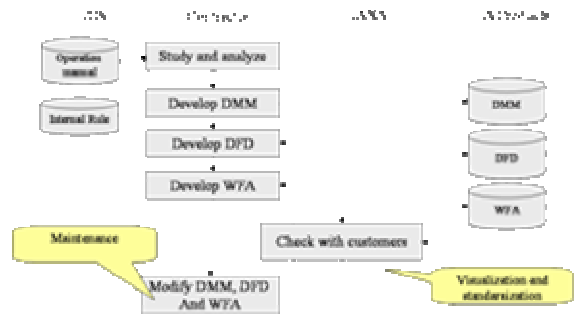 Operation
manual
Study and analyze
Internal Rule
Develop DMM
DMM
Develop DFD
DFD
Develop WFA
WFA
Maintenance
Check with customers
Modify DMM, DFD
And WFA
Visualization and